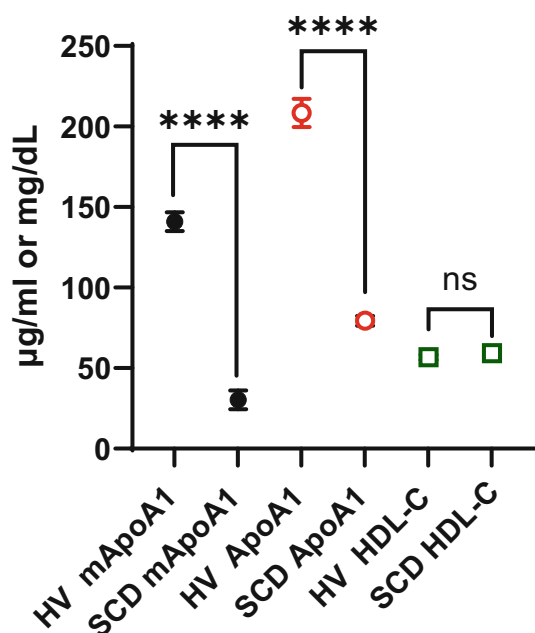 ****
****
ns
µg/ml or mg/dL
250
200
150
100
50
0
HV mApoA1
SCD mApoA1
HV ApoA1
SCD ApoA1
HV HDL-C
SCD HDL-C